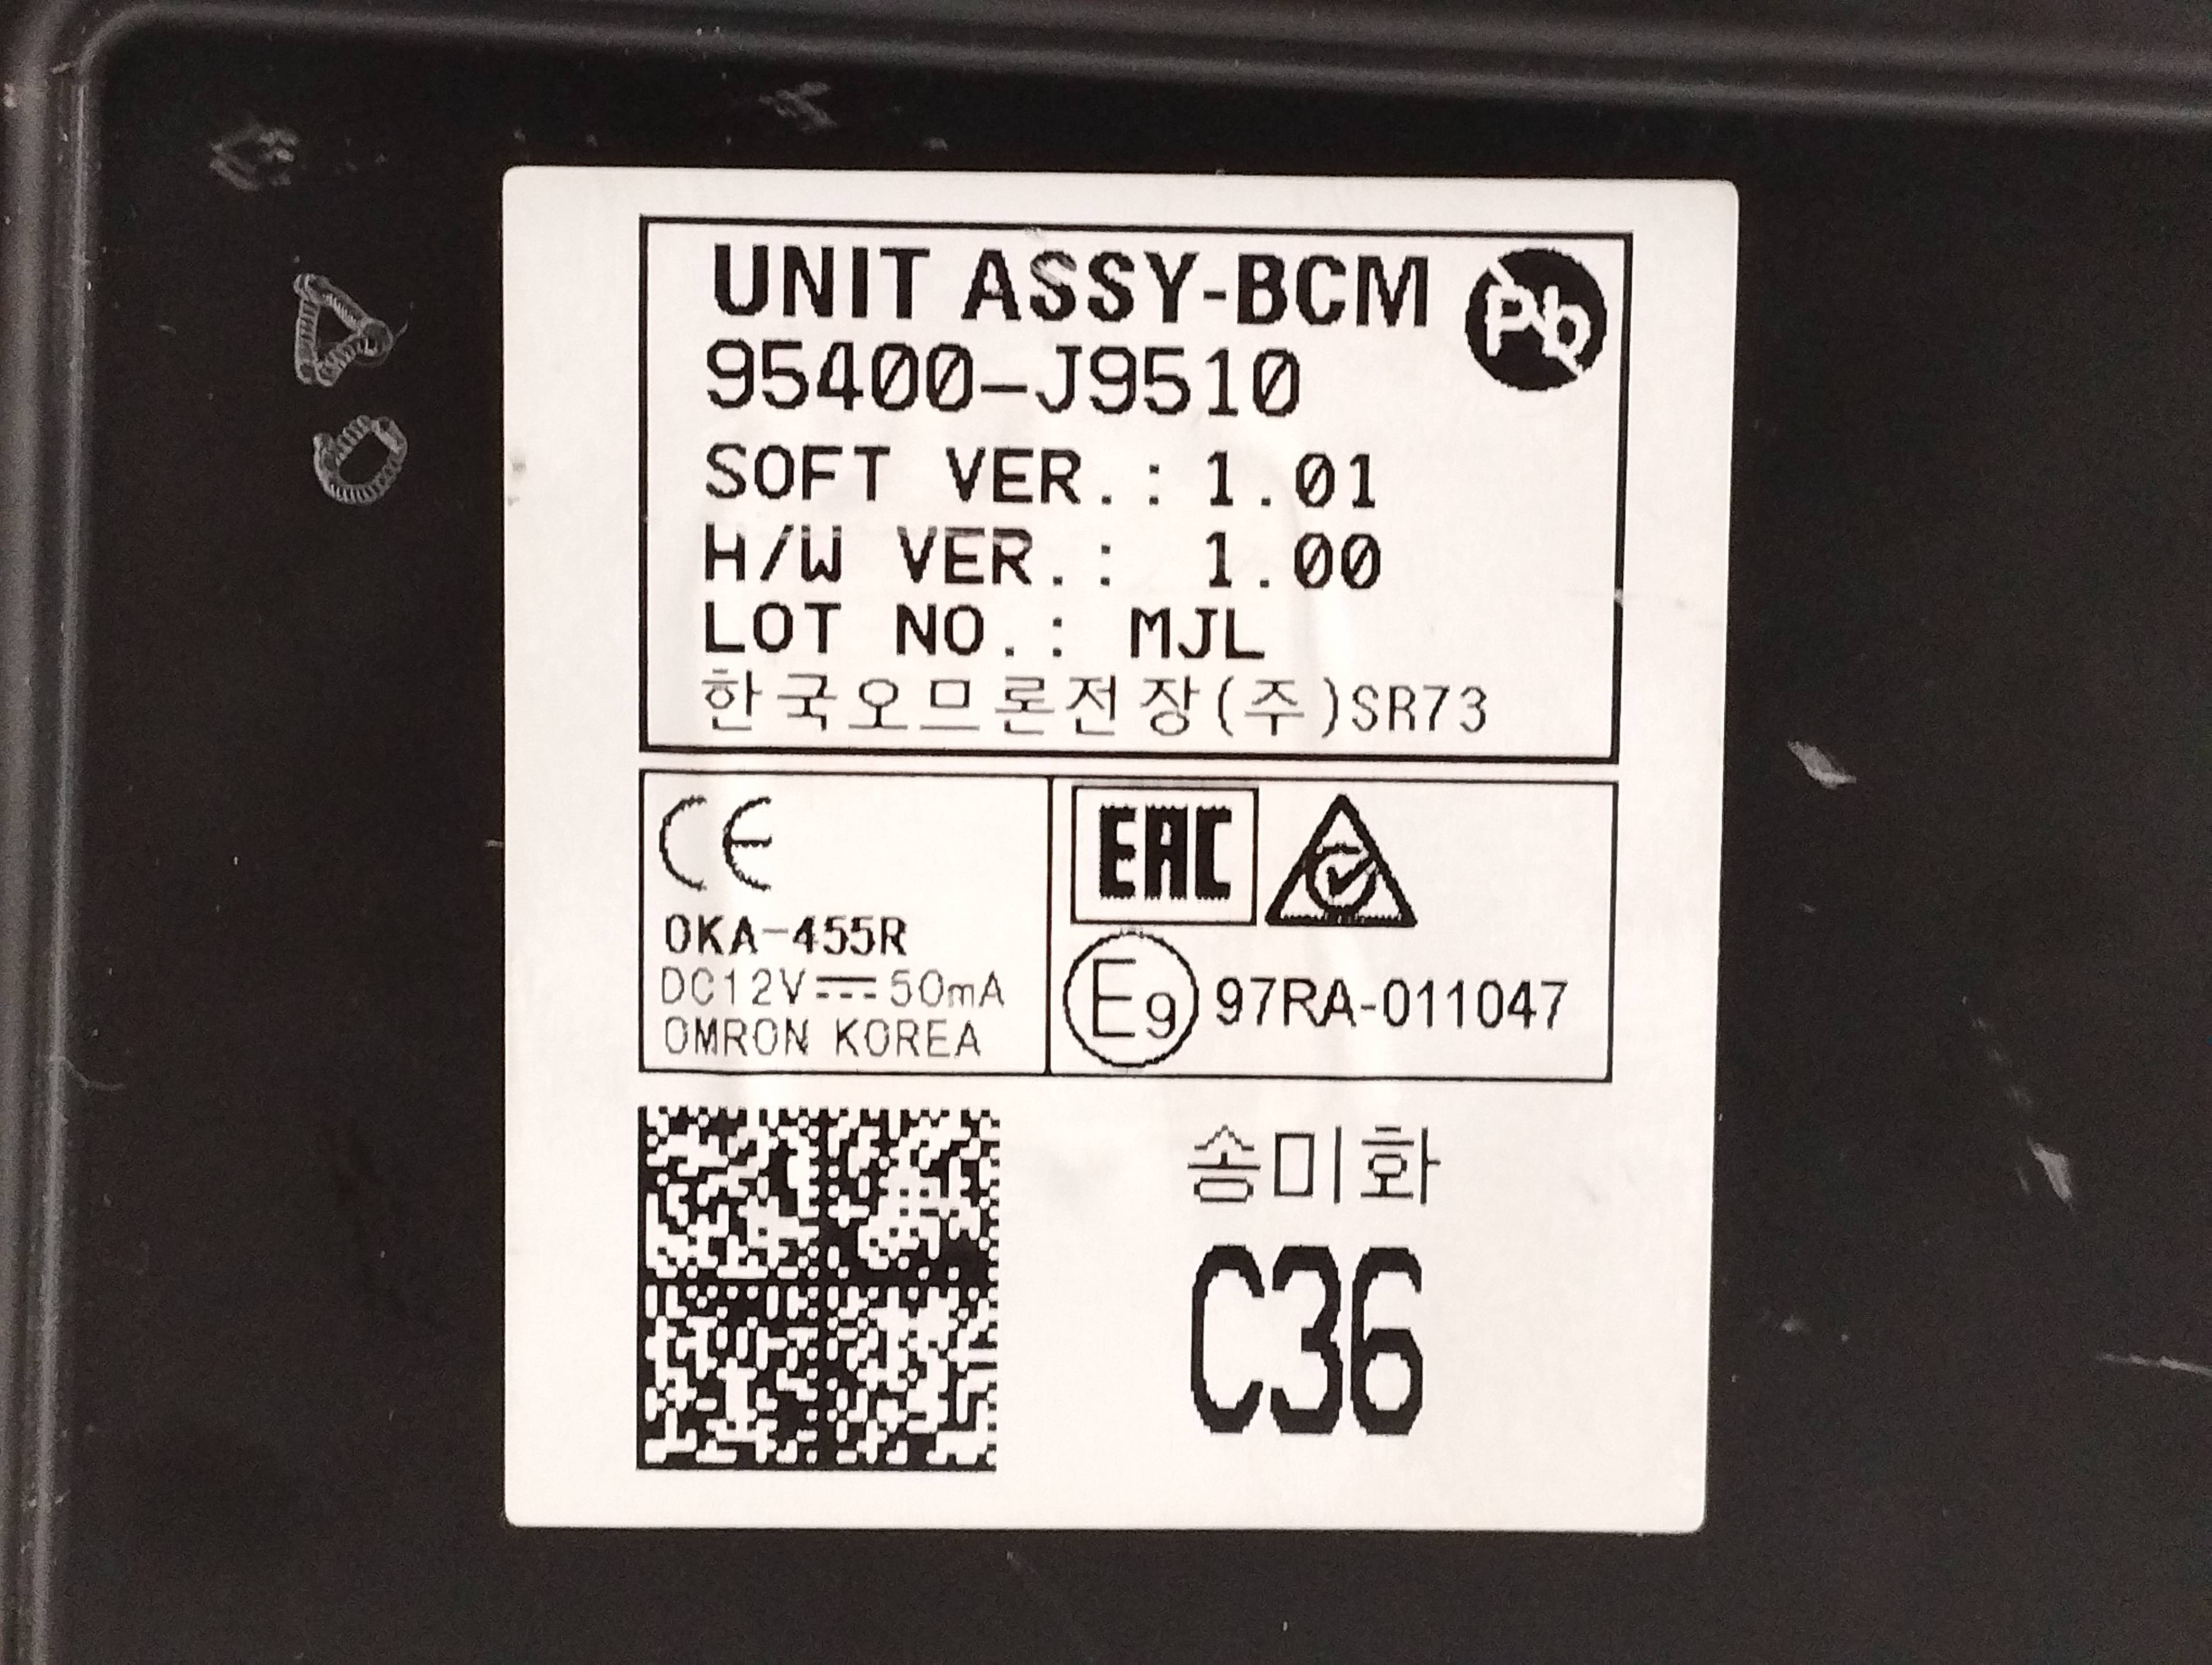 UNIT ASSY-BCM
Pb
95400-J9510
SOFT VER.: 1.01
H/W VER.: 1.00
LOT NO.: MJL
한국오므론전장(주)SR73
CE
OKA-455R
DC12V 50mA
OMRON KOREA
EAC
E9 97RA-011047
송미화
C36